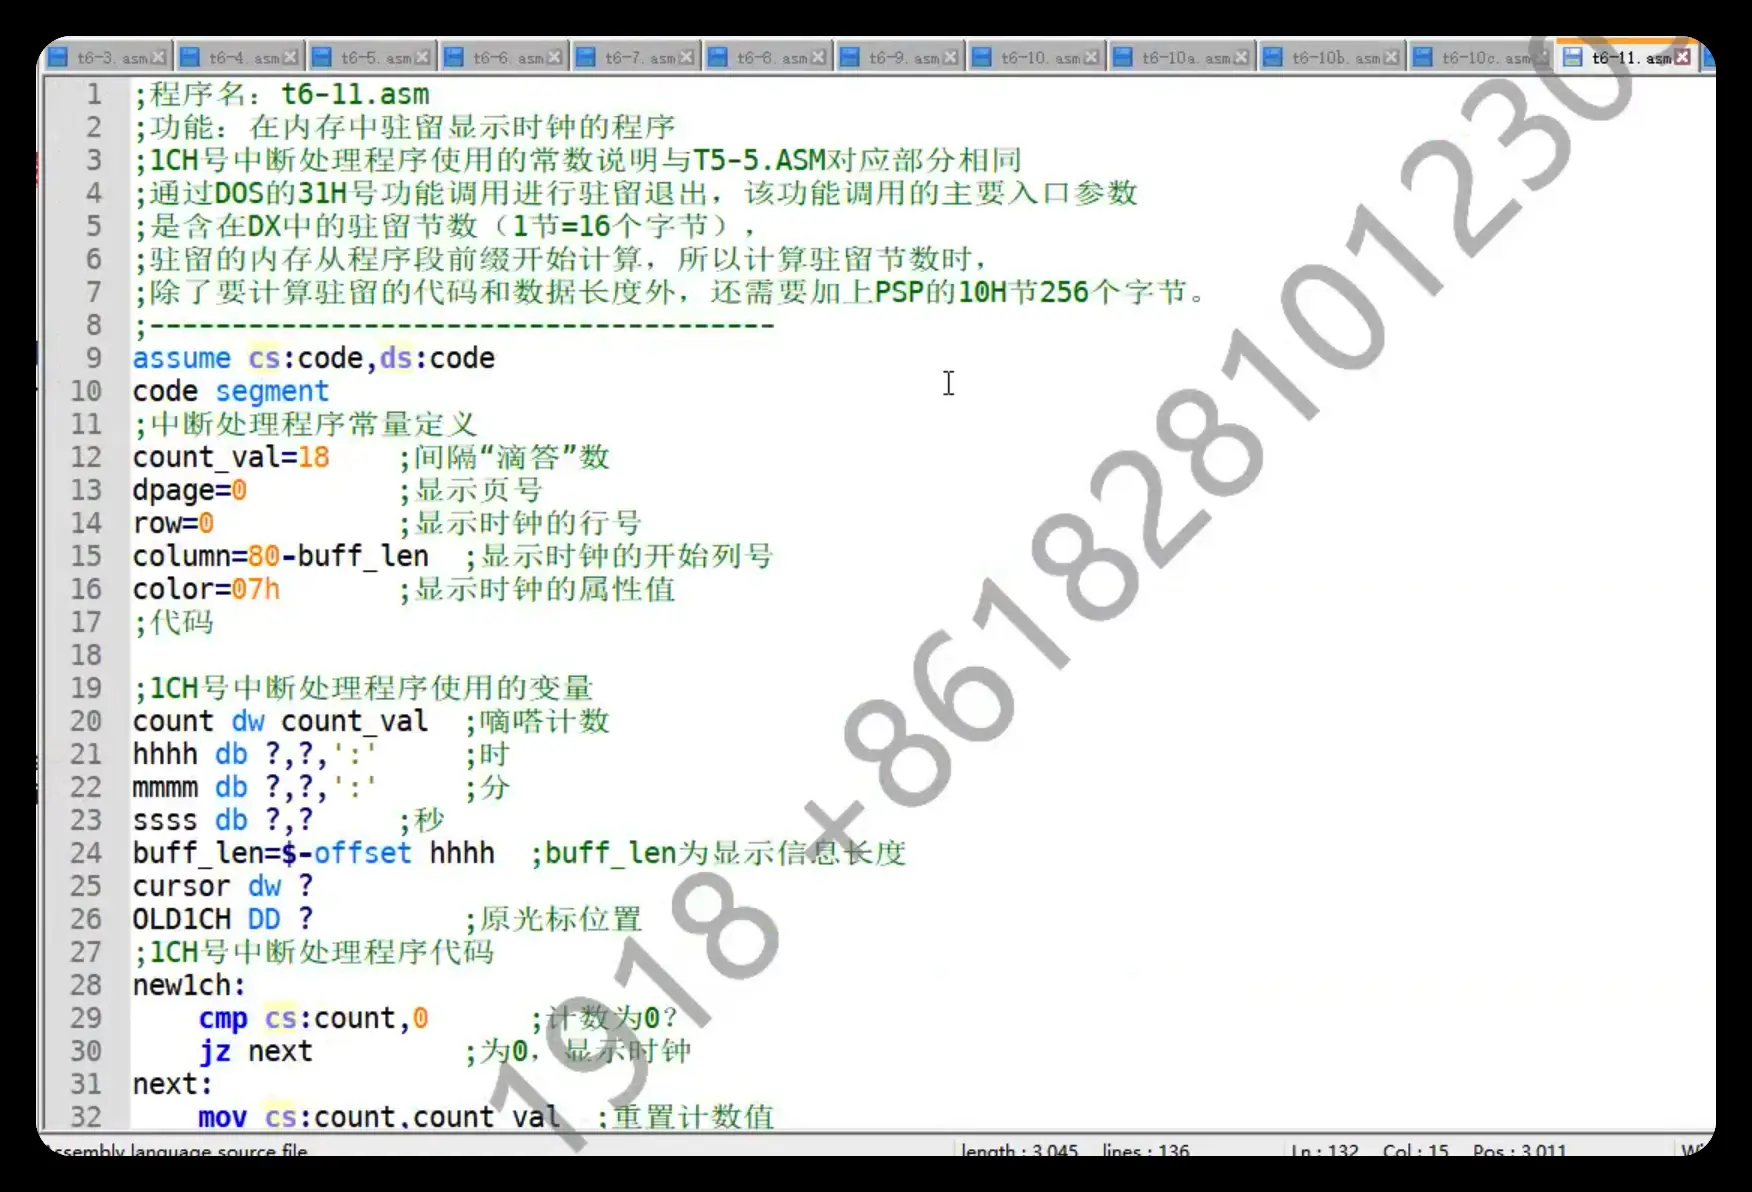 t6-3.asm t6-4.asm t6-5.asm t6-6.asm t6-7.asm t6-8.asm t6-9.asm t6-10.asm t6-10a.asm t6-10b.asm t6-10c.asm t6-11.asm
1 ;程序名：t6-11.asm
2 ;功能：在内存中驻留显示时钟的程序
3 ;1CH号中断处理程序使用的常数说明与T5-5.ASM对应部分相同
4 ;通过DOS的31H号功能调用进行驻留退出，该功能调用的主要入口参数
5 ;是含在DX中的驻留节数（1节=16个字节），
6 ;驻留的内存从程序段前缀开始计算，所以计算驻留节数时，
7 ;除了要计算驻留的代码和数据长度外，还需要加上PSP的10H节256个字节。
8 ;--------------------------------------
9 assume cs:code,ds:code
10 code segment
11 ;中断处理程序常量定义
12 count_val=18 ;间隔“滴答”数
13 dpage=0 ;显示页号
14 row=0 ;显示时钟的行号
15 column=80-buff_len ;显示时钟的开始列号
16 color=07h ;显示时钟的属性值
17 ;代码
18
19 ;1CH号中断处理程序使用的变量
20 count dw count_val ;嘀嗒计数
21 hhhh db ?,?,':' ;时
22 mmmm db ?,?,':' ;分
23 ssss db ?,? ;秒
24 buff_len=$-offset hhhh ;buff_len为显示信息长度
25 cursor dw ?
26 OLD1CH DD ? ;原光标位置
27 ;1CH号中断处理程序代码
28 new1ch:
29 cmp cs:count,0 ;计数为0?
30 jz next ;为0，显示时钟
31 next:
32 mov cs:count,count_val ;重置计数值
ssembly language source file length : 3,045 lines : 136 Ln : 132 Col : 15 Pos : 3,011
1918 +861828101230